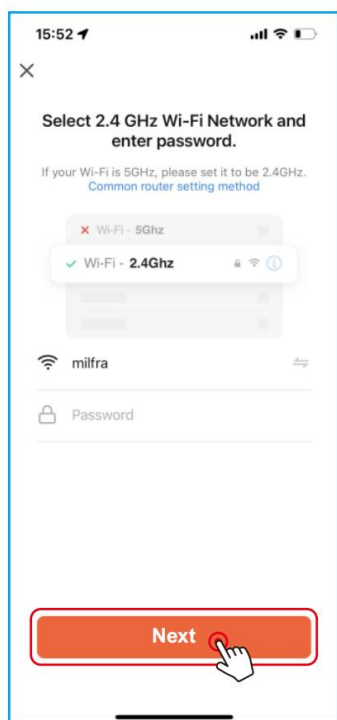 15:52
Select 2.4 GHz Wi-Fi Network and
enter password.
If your Wi-Fi is 5GHz, please set it to be 2.4GHz.
Common router setting method
Wi-Fi - 5Ghz
Wi-Fi - 2.4Ghz
milfra
Password
Next